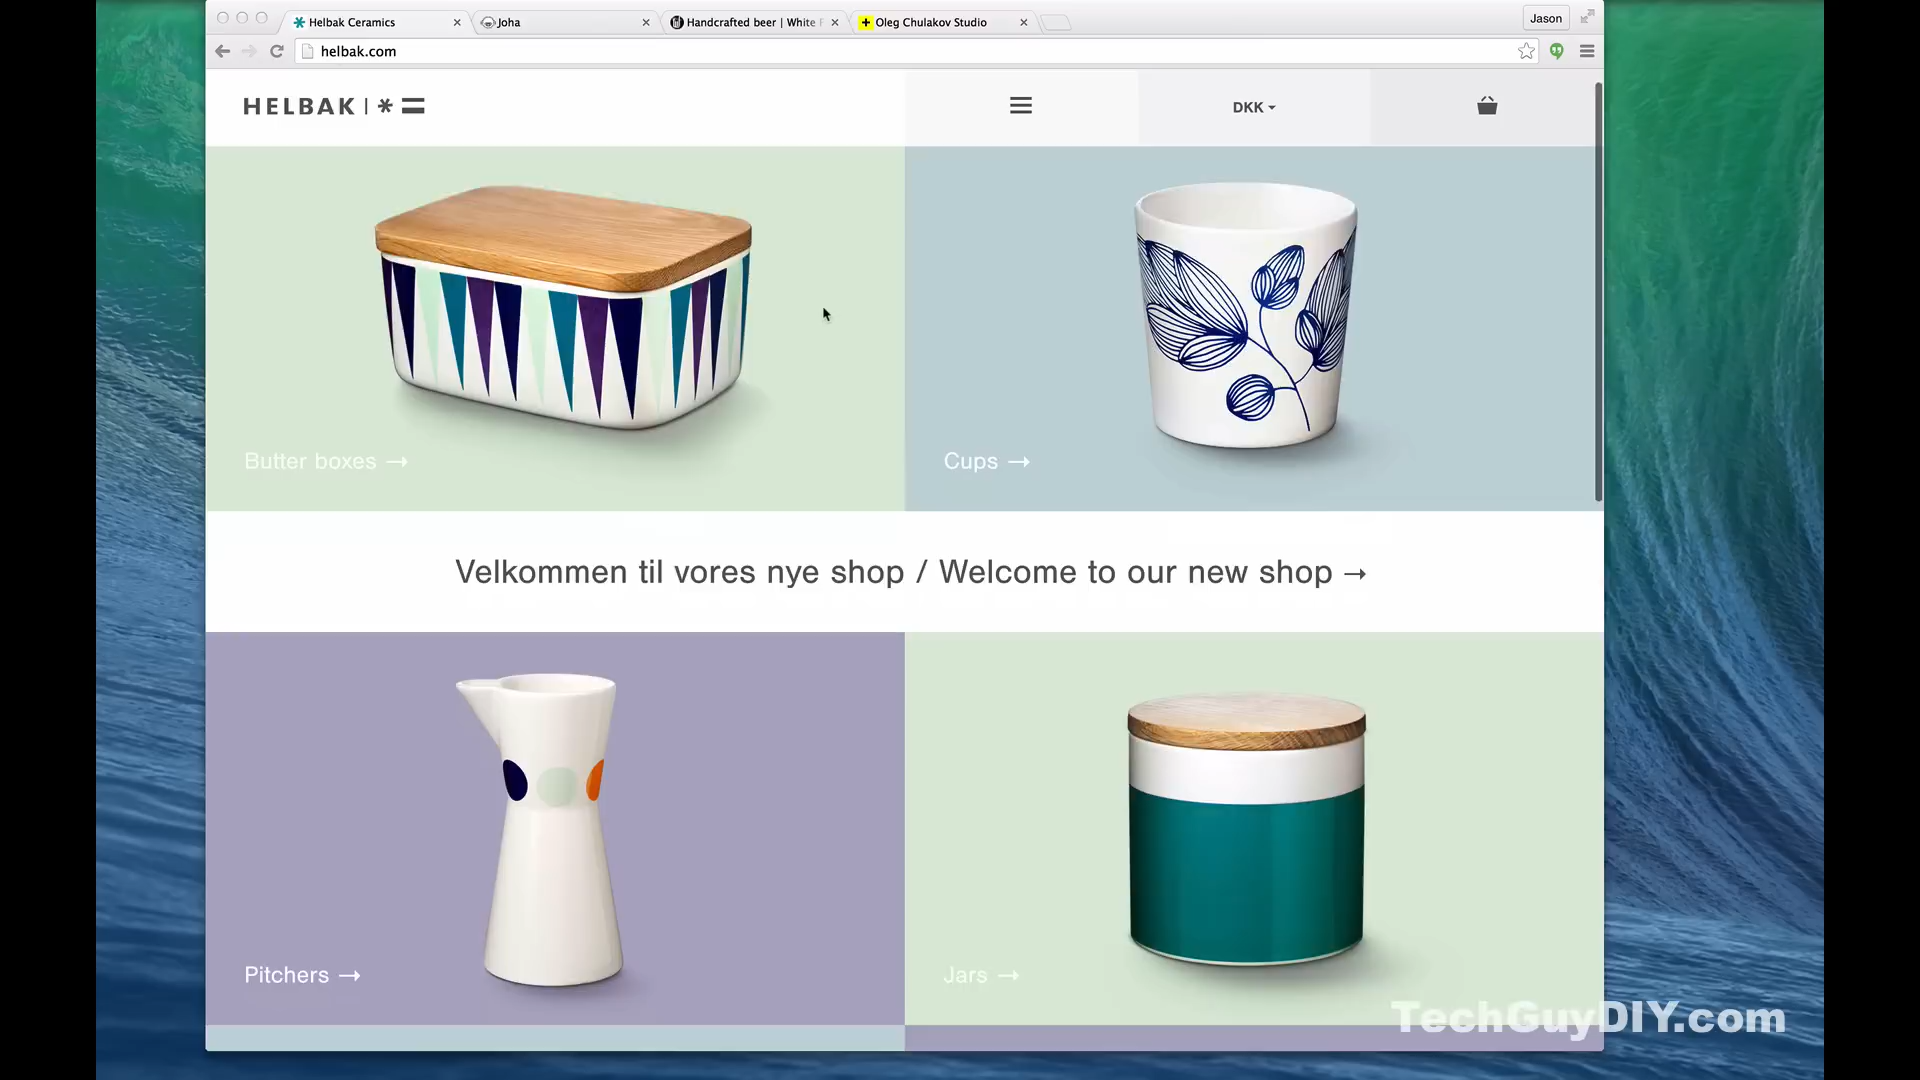 Helbak Ceramics
Joha
Handcrafted beer | White
Oleg Chulakov Studio
Jason
helbak.com
HELBAK | * =
DKK
Butter boxes →
Cups →
Velkommen til vores nye shop / Welcome to our new shop →
Pitchers →
Jars →
TechGuyDIY.com